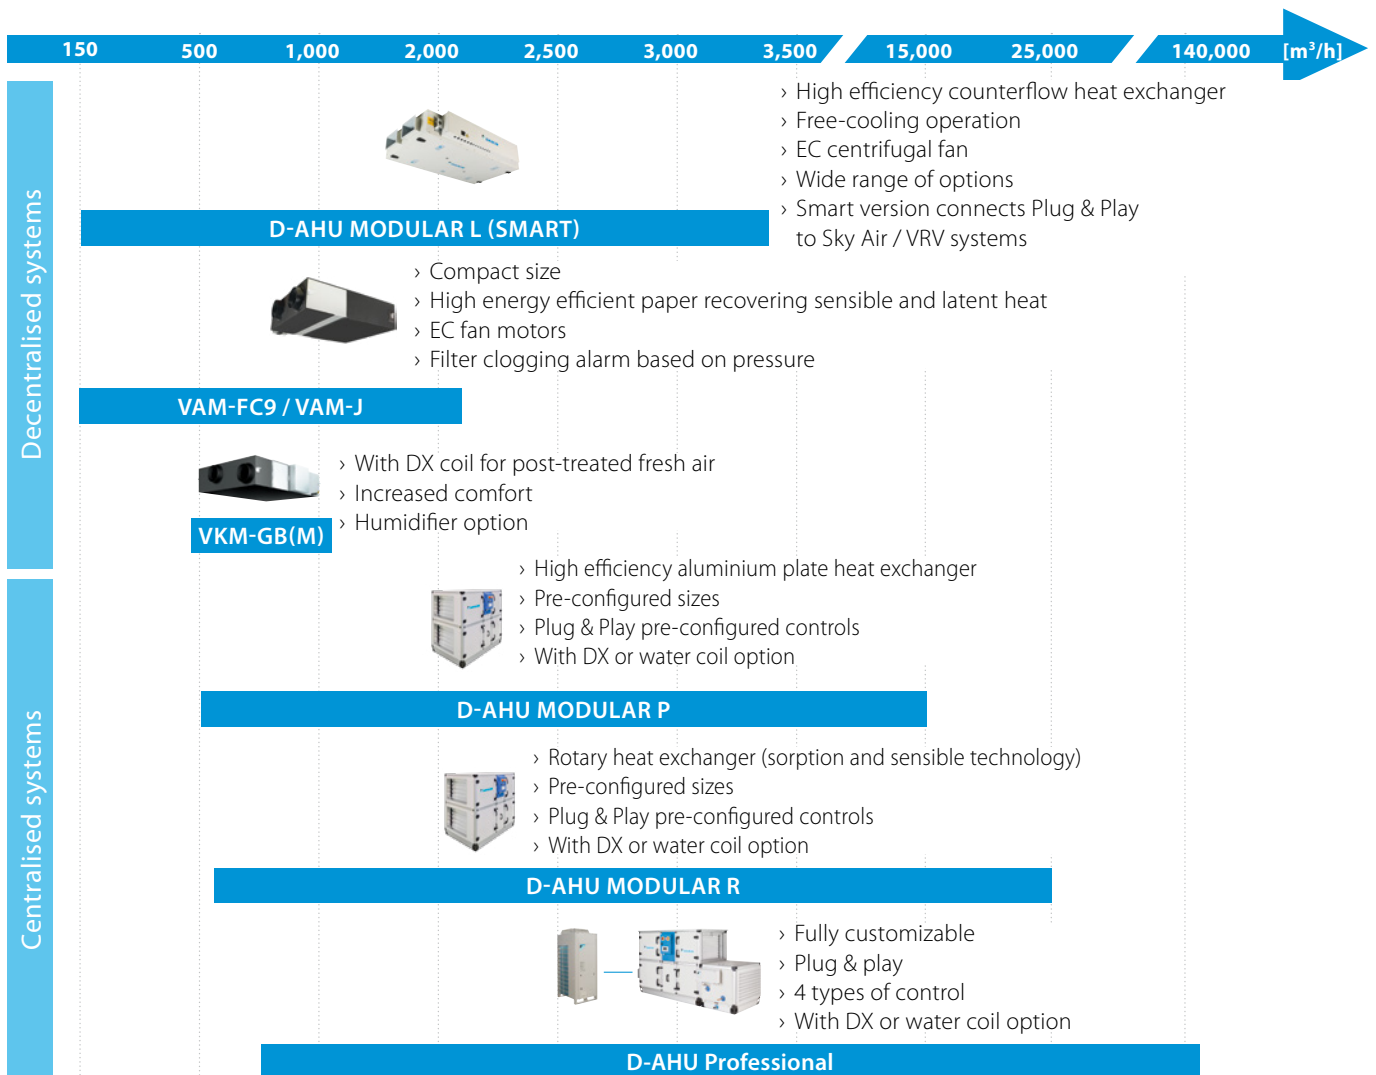 150 500 1,000 2,000 2,500 3,000 3,500 15,000 25,000 140,000 [m³/h]
Decentralised systems
› High efficiency counterflow heat exchanger
› Free-cooling operation
› EC centrifugal fan
› Wide range of options
› Smart version connects Plug & Play
to Sky Air / VRV systems
D-AHU MODULAR L (SMART)
› Compact size
› High energy efficient paper recovering sensible and latent heat
› EC fan motors
› Filter clogging alarm based on pressure
VAM-FC9 / VAM-J
› With DX coil for post-treated fresh air
› Increased comfort
› Humidifier option
VKM-GB(M)
Centralised systems
› High efficiency aluminium plate heat exchanger
› Pre-configured sizes
› Plug & Play pre-configured controls
› With DX or water coil option
D-AHU MODULAR P
› Rotary heat exchanger (sorption and sensible technology)
› Pre-configured sizes
› Plug & Play pre-configured controls
› With DX or water coil option
D-AHU MODULAR R
› Fully customizable
› Plug & play
› 4 types of control
› With DX or water coil option
D-AHU Professional